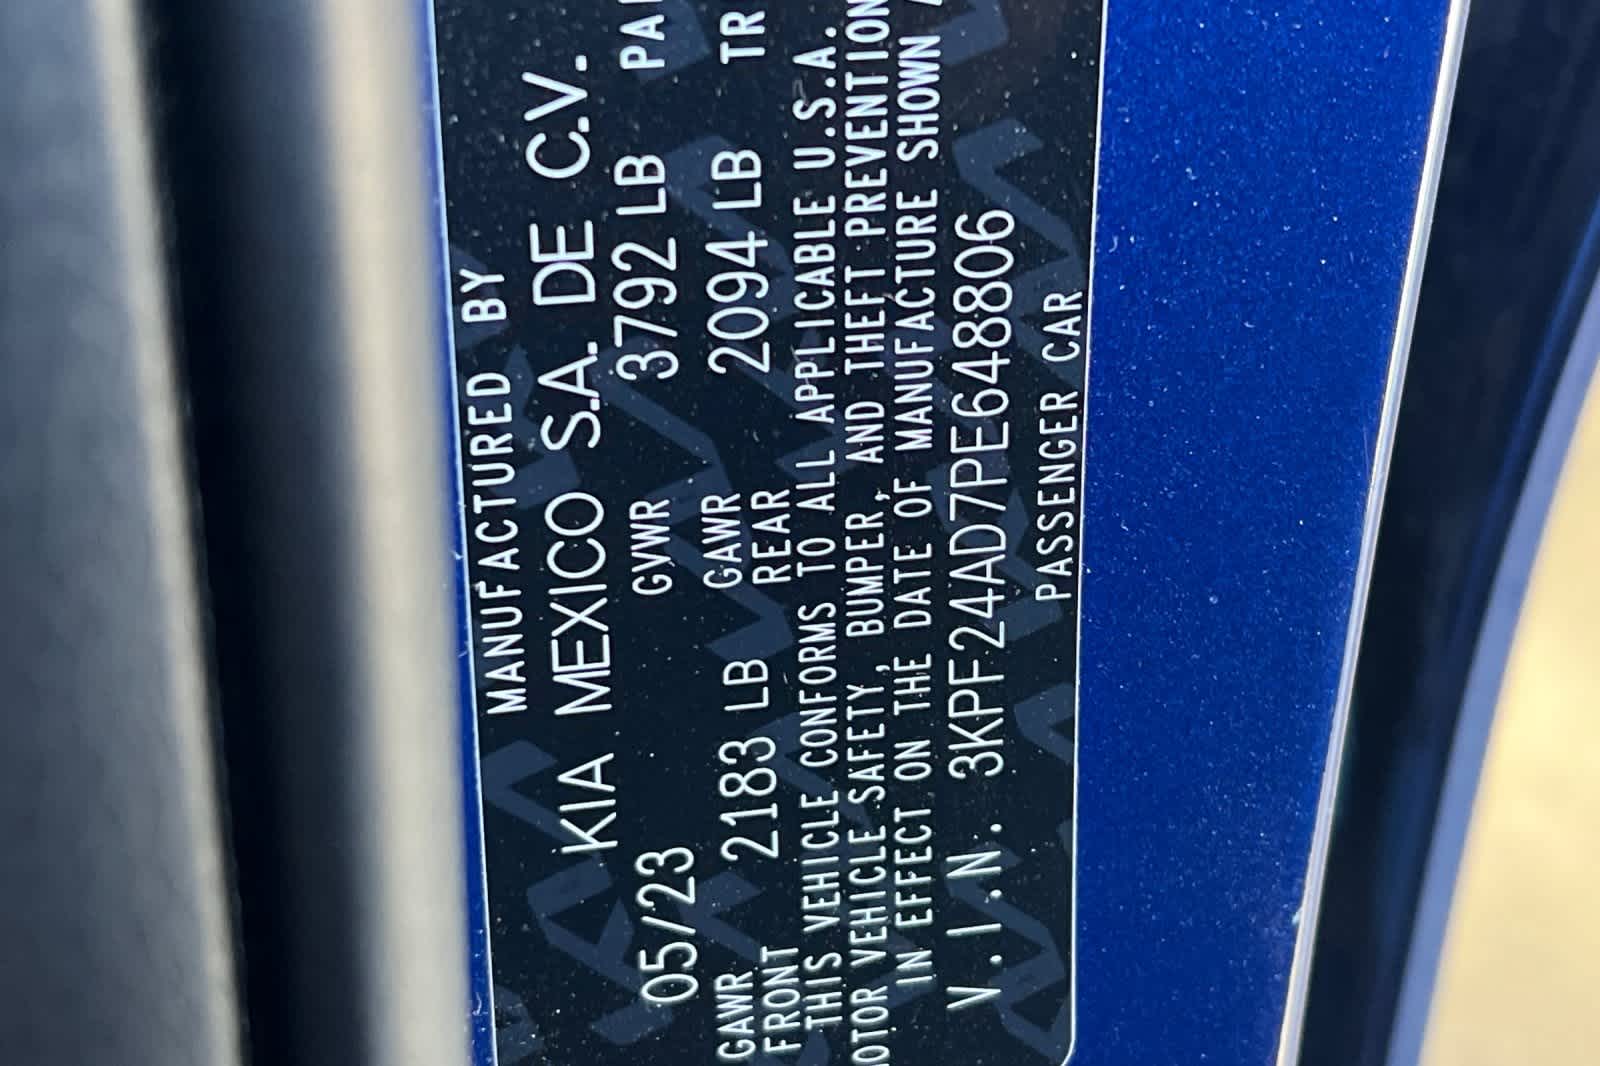 MANUFACTURED BY
KIA MEXICO S.A. DE C.V.
05/23 GVWR 3792 LB
GAWR FRONT 2183 LB GAWR REAR 2094 LB
THIS VEHICLE CONFORMS TO ALL APPLICABLE U.S.A.
VEHICLE SAFETY, BUMPER, AND THEFT PREVENTION
IN EFFECT ON THE DATE OF MANUFACTURE SHOWN
V.I.N. 3KPF24AD7PE648806
PASSENGER CAR